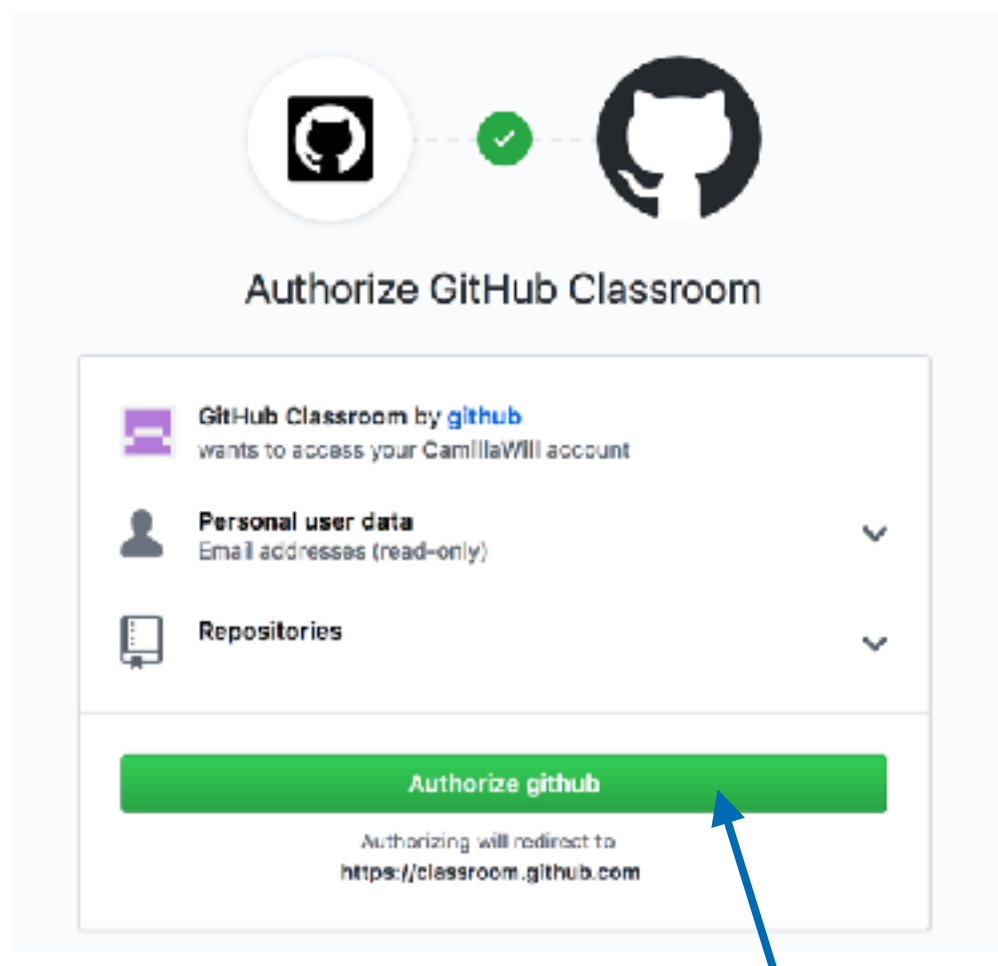 Authorize GitHub Classroom
GitHub Classroom by github
wants to access your CamillaWill account
Personal user data
Email addresses (read-only)
Repositories
Authorize github
Authorizing will redirect to
https://classroom.github.com